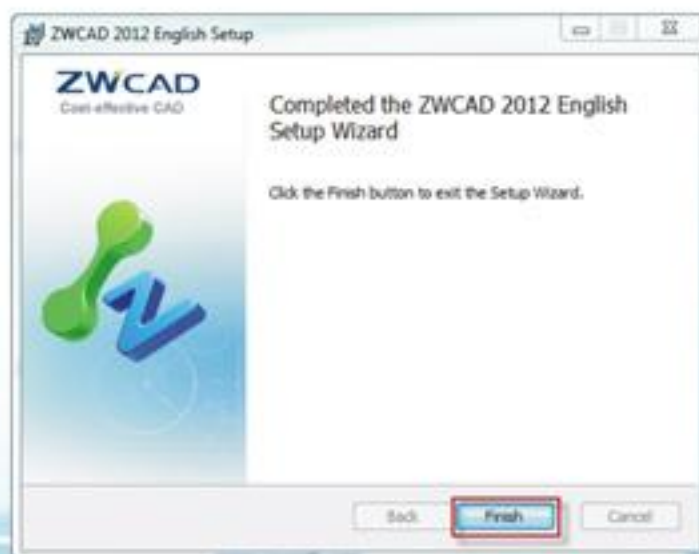 ZWCAD 2012 English Setup
ZWCAD
Cost-effective CAD
Completed the ZWCAD 2012 English
Setup Wizard
Click the Finish button to exit the Setup Wizard.
Back
Finish
Cancel